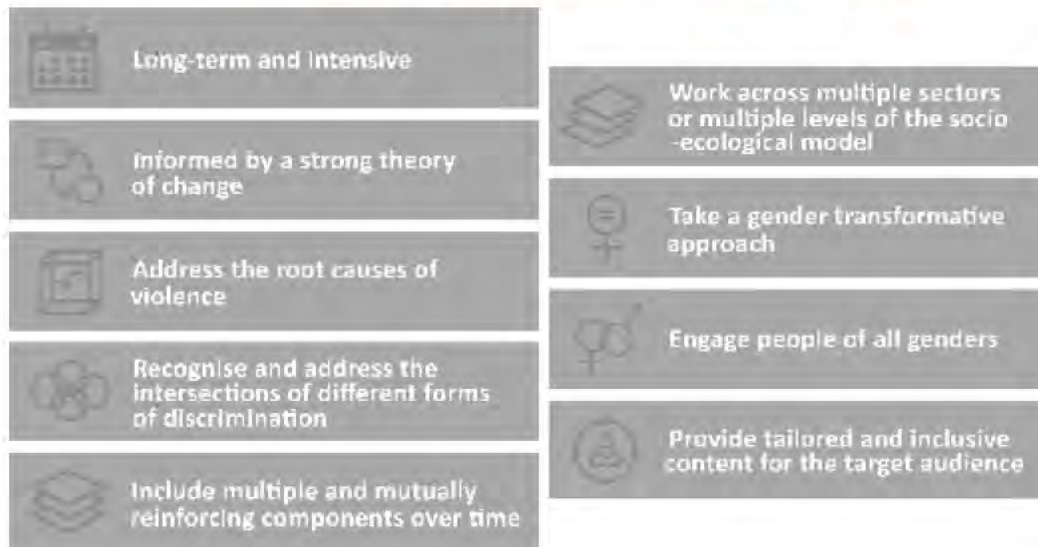 Long-term and intensive
Informed by a strong theory
of change
Address the root causes of
violence
Recognise and address the
intersections of different forms
of discrimination
Include multiple and mutually
reinforcing components over time
Work across multiple sectors
or multiple levels of the socio
-ecological model
Take a gender transformative
approach
Engage people of all genders
Provide tailored and inclusive
content for the target audience